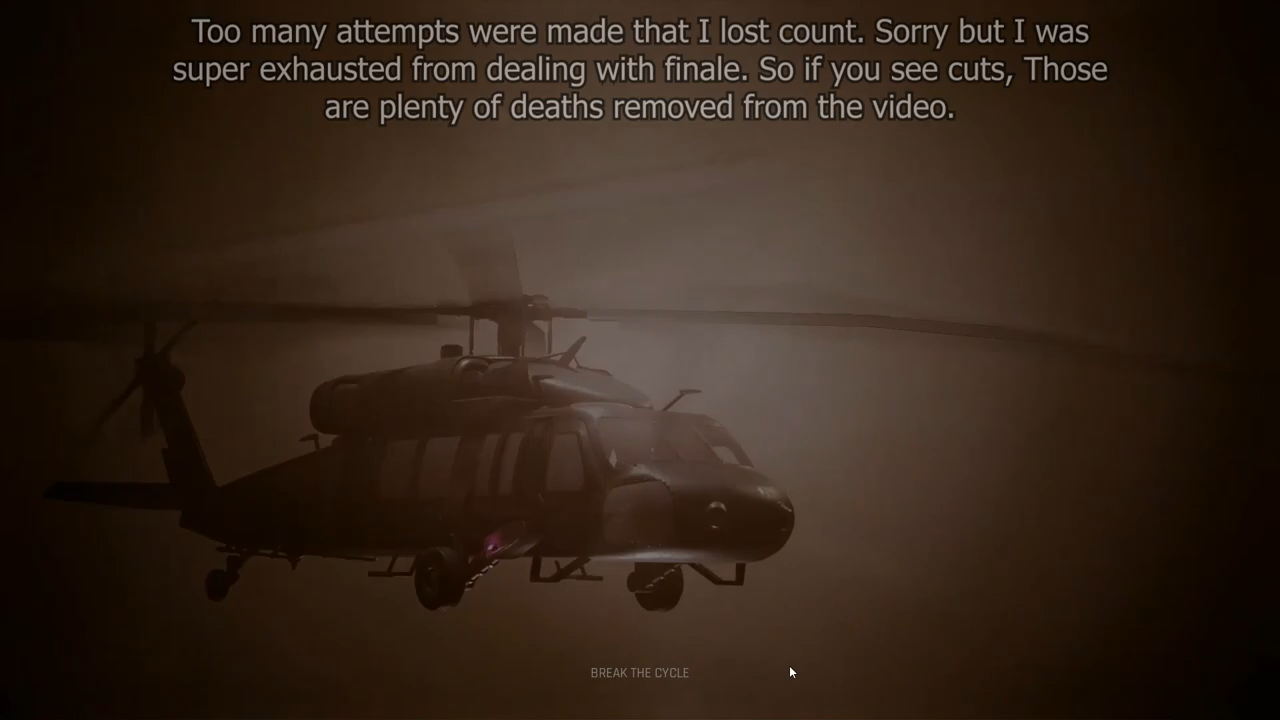 Too many attempts were made that I lost count. Sorry but I was
super exhausted from dealing with finale. So if you see cuts, Those
are plenty of deaths removed from the video.
BREAK THE CYCLE